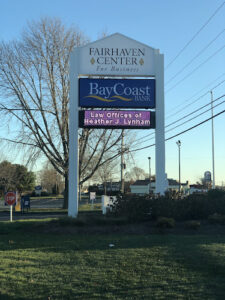 FAIRHAVEN
CENTER
For Business
BayCoast
BANK
Law Offices of
Heather J. Lynham